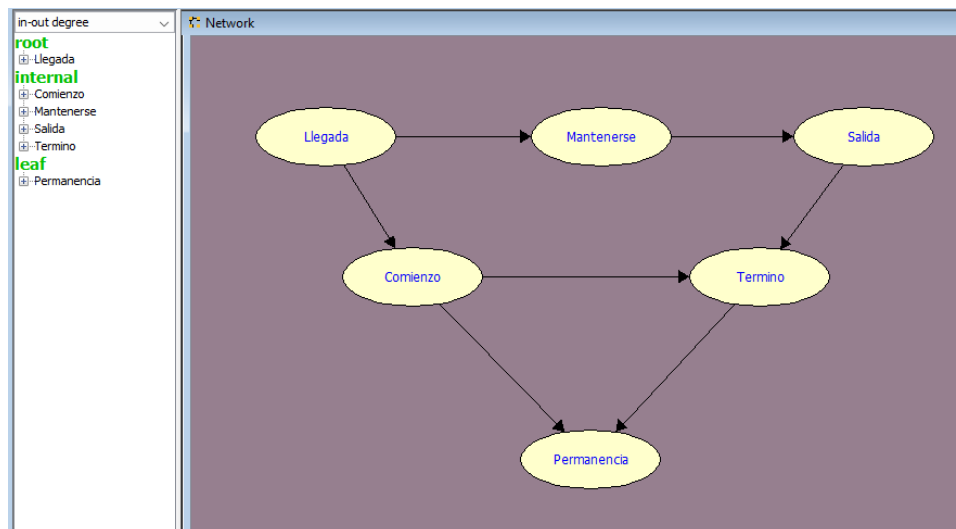 in-out degree
root
Llegada
internal
Comienzo
Mantenerse
Salida
Termino
leaf
Permanencia
Network
Llegada
Mantenerse
Salida
Comienzo
Termino
Permanencia